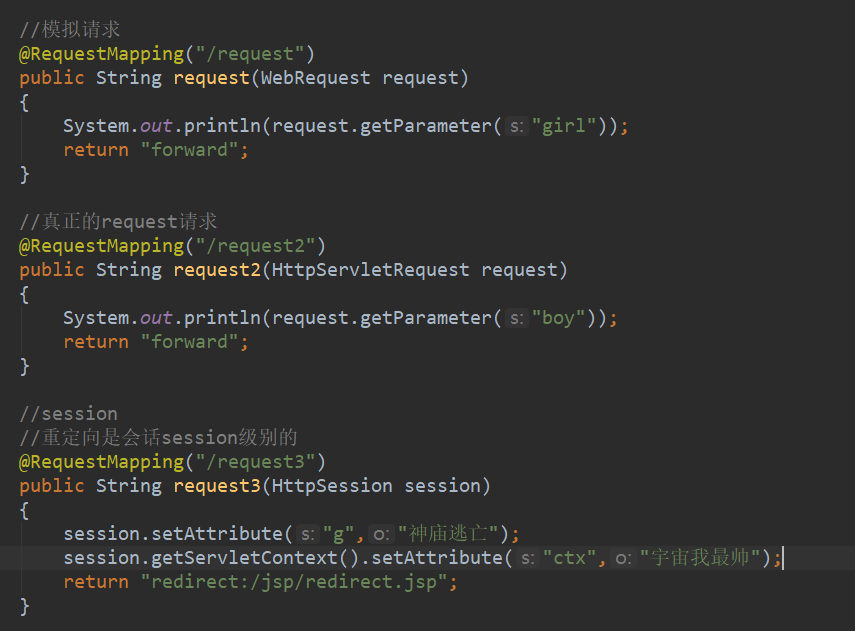 //模拟请求
@RequestMapping("/request")
public String request(WebRequest request)
{
    System.out.println(request.getParameter( s: "girl"));
    return "forward";
}
//真正的request请求
@RequestMapping("/request2")
public String request2(HttpServletRequest request)
{
    System.out.println(request.getParameter( s: "boy"));
    return "forward";
}
//session
//重定向是会话session级别的
@RequestMapping("/request3")
public String request3(HttpSession session)
{
    session.setAttribute( s: "g", o: "神庙逃亡");
    session.getServletContext().setAttribute( s: "ctx", o: "宇宙我最帅");
    return "redirect:/jsp/redirect.jsp";
}